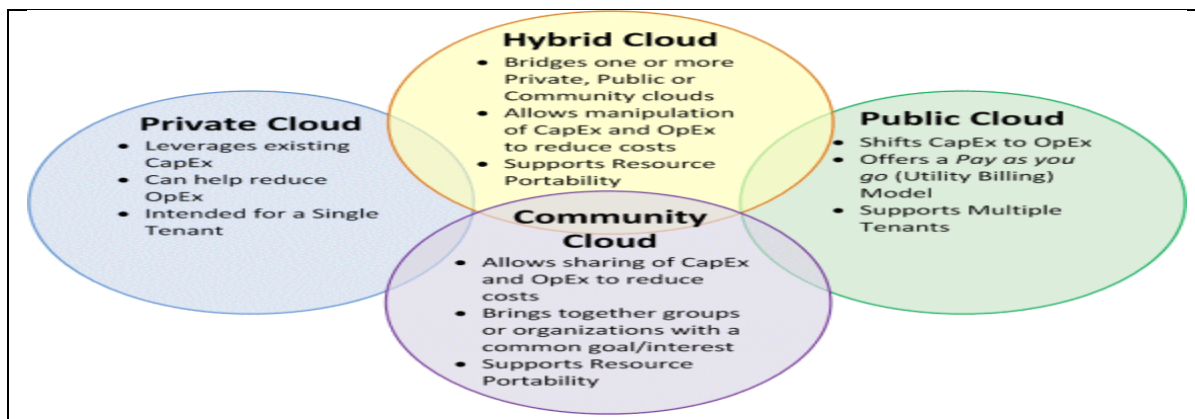 Hybrid Cloud
• Bridges one or more
Private, Public or
Community clouds
• Allows manipulation
of CapEx and OpEx
to reduce costs
• Supports Resource
Portability
Private Cloud
• Leverages existing
CapEx
• Can help reduce
OpEx
• Intended for a Single
Tenant
Public Cloud
• Shifts CapEx to OpEx
• Offers a Pay as you
go (Utility Billing)
Model
• Supports Multiple
Tenants
Community
Cloud
• Allows sharing of CapEx
and OpEx to reduce
costs
• Brings together groups
or organizations with a
common goal/interest
• Supports Resource
Portability